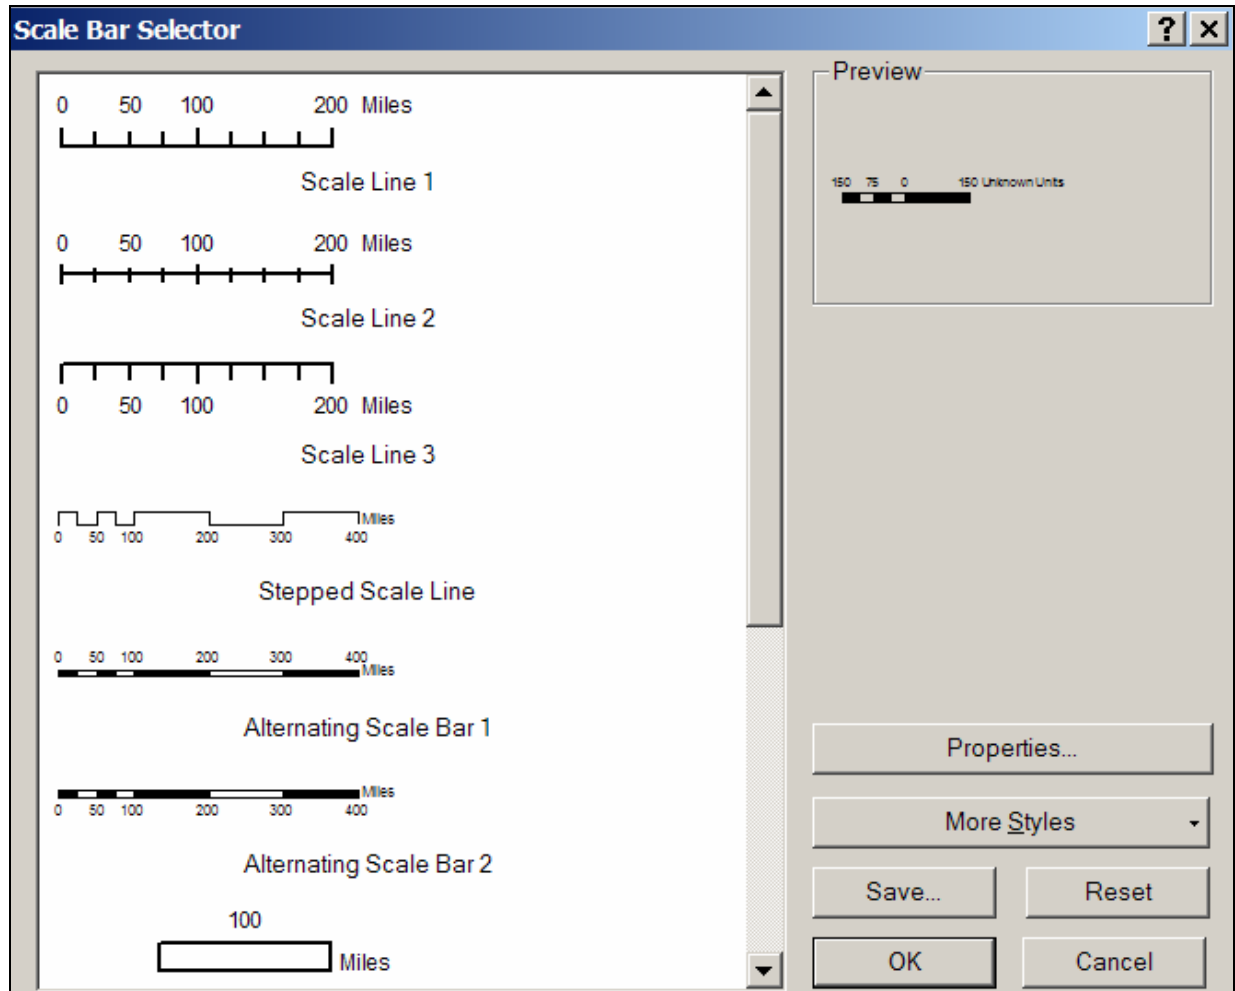 Scale Bar Selector
0 50 100 200 Miles
Scale Line 1
0 50 100 200 Miles
Scale Line 2
0 50 100 200 Miles
Scale Line 3
Miles
0 50 100 200 300 400
Stepped Scale Line
0 50 100 200 300 400
Miles
Alternating Scale Bar 1
Miles
0 50 100 200 300 400
Alternating Scale Bar 2
100
Miles
Preview
150 75 0 150 Unknown Units
Properties...
More Styles
Save...
Reset
OK
Cancel